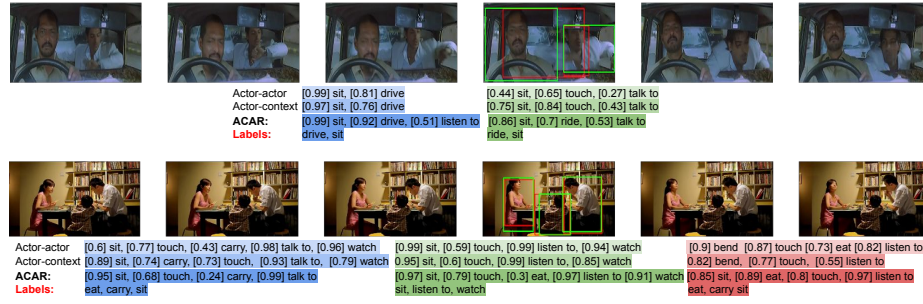 Actor-actor [0.99] sit, [0.81] drive [0.44] sit, [0.65] touch, [0.27] talk to
Actor-context [0.97] sit, [0.76] drive [0.75] sit, [0.84] touch, [0.43] talk to
ACAR: [0.99] sit, [0.92] drive, [0.51] listen to [0.86] sit, [0.7] ride, [0.53] talk to
Labels: drive, sit ride, sit
Actor-actor [0.6] sit, [0.77] touch, [0.43] carry, [0.98] talk to, [0.96] watch [0.99] sit, [0.59] touch, [0.99] listen to, [0.94] watch [0.9] bend [0.87] touch [0.73] eat [0.82] listen to
Actor-context [0.89] sit, [0.74] carry, [0.73] touch, [0.93] talk to, [0.79] watch [0.95] sit, [0.6] touch, [0.99] listen to, [0.85] watch 0.82] bend, [0.77] touch, [0.55] listen to
ACAR: [0.95] sit, [0.68] touch, [0.24] carry, [0.99] talk to [0.97] sit, [0.79] touch, [0.3] eat, [0.97] listen to [0.91] watch [0.85] sit, [0.89] eat, [0.8] touch, [0.97] listen to
Labels: eat, carry, sit sit, listen to, watch eat, carry sit